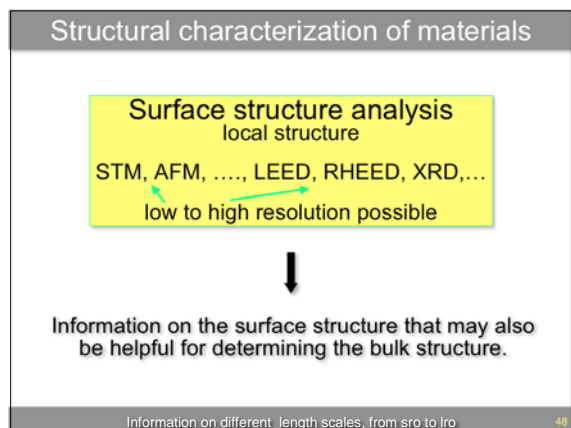 Structural characterization of materials
Surface structure analysis
local structure
STM, AFM, ...., LEED, RHEED, XRD,...
low to high resolution possible
Information on the surface structure that may also
be helpful for determining the bulk structure.
Information on different length scales, from sro to lro
48